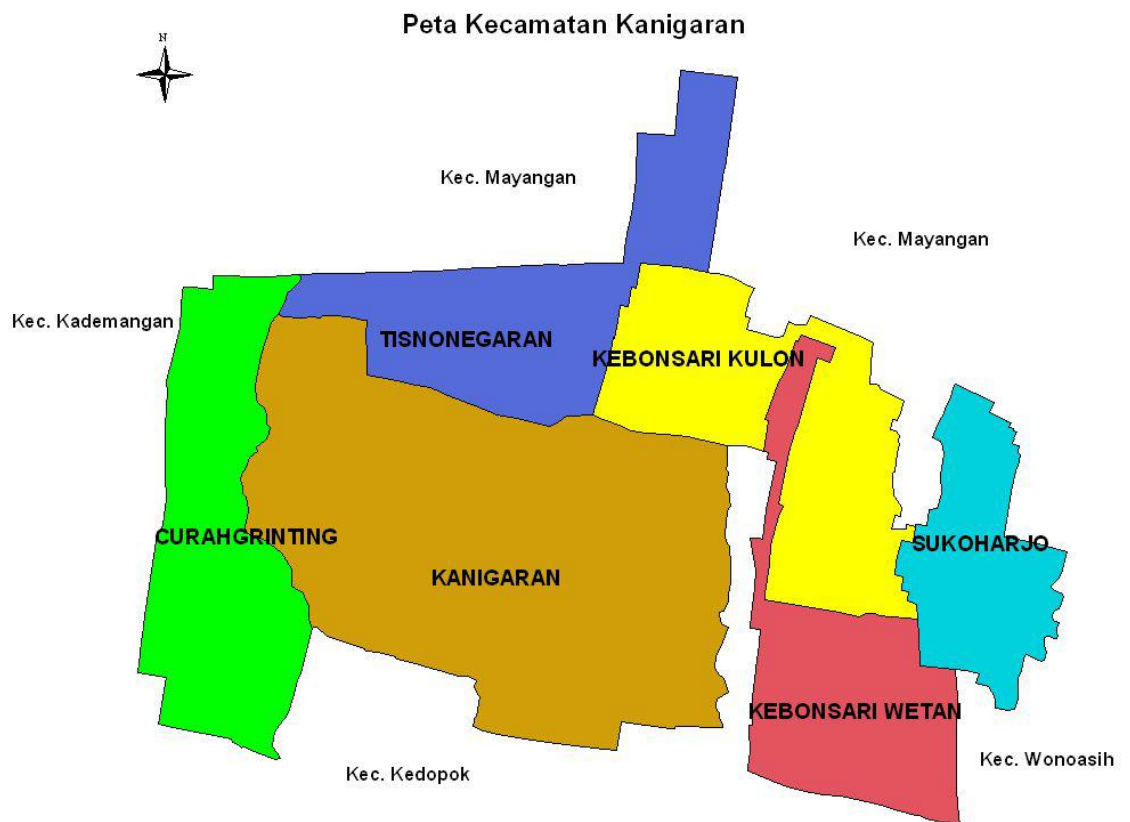 Peta Kecamatan Kanigaran
N
Kec. Mayangan
Kec. Mayangan
Kec. Kademangan
TISNONEGARAN
KEBONSARI KULON
CURAHGRINTING
SUKOHARJO
KANIGARAN
KEBONSARI WETAN
Kec. Wonoasih
Kec. Kedopok